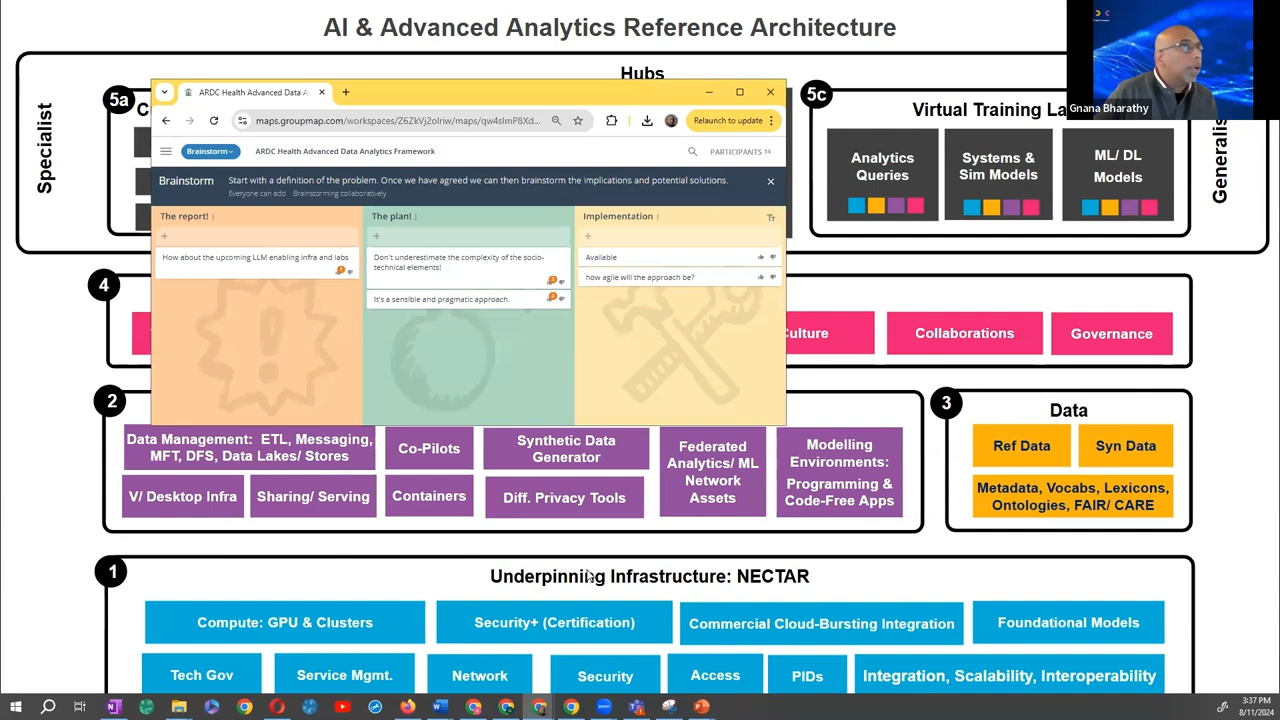 AI & Advanced Analytics Reference Architecture
Gnana Bharathy
Hubs
Specialist
Generalis
5a
C
5c
Virtual Training La
Analytics
Queries
Systems &
Sim Models
ML/ DL
Models
ARDC Health Advanced Data A
maps.groupmap.com/workspaces/Z6ZkVj2olriw/maps/qw4slmP8Xd...
Relaunch to update
Brainstorm
ARDC Health Advanced Data Analytics Framework
PARTICIPANTS 14
Brainstorm
Start with a definition of the problem. Once we have agreed we can then brainstorm the implications and potential solutions.
Everyone can add
Brainstorming collaboratively
The report!
How about the upcoming LLM enabling infra and labs
1
The plan!
Don't underestimate the complexity of the socio-
technical elements!
2
It's a sensible and pragmatic approach.
2
Implementation
Tт
Available
how agile will the approach be?
4
Culture
Collaborations
Governance
2
Data Management: ETL, Messaging,
MFT, DFS, Data Lakes/ Stores
Co-Pilots
Synthetic Data
Generator
Federated
Analytics/ ML
Network
Assets
Modelling
Environments:
Programming &
Code-Free Apps
V/ Desktop Infra
Sharing/ Serving
Containers
Diff. Privacy Tools
3
Data
Ref Data
Syn Data
Metadata, Vocabs, Lexicons,
Ontologies, FAIR/ CARE
1
Underpinning Infrastructure: NECTAR
Compute: GPU & Clusters
Security+ (Certification)
Commercial Cloud-Bursting Integration
Foundational Models
Tech Gov
Service Mgmt.
Network
Security
Access
PIDs
Integration, Scalability, Interoperability
3:37 PM
8/11/2024